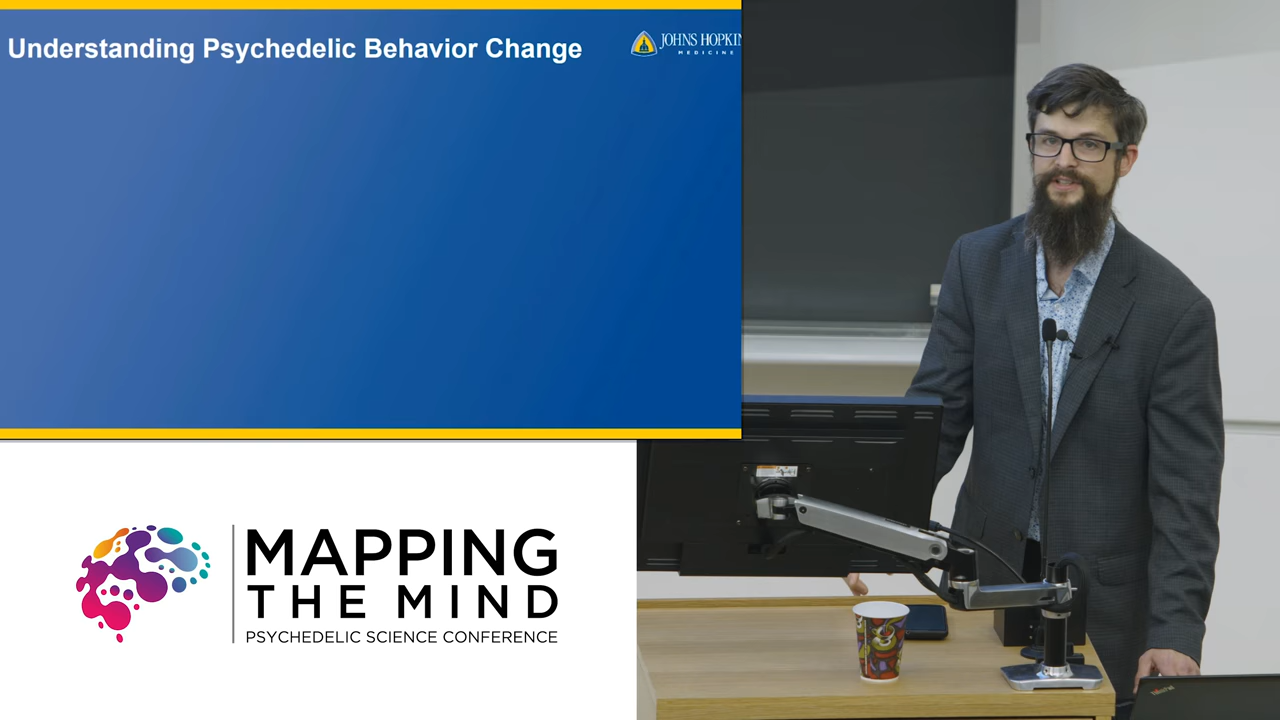 Understanding Psychedelic Behavior Change
JOHNS HOPKIN
MEDICINE
MAPPING
THE MIND
PSYCHEDELIC SCIENCE CONFERENCE